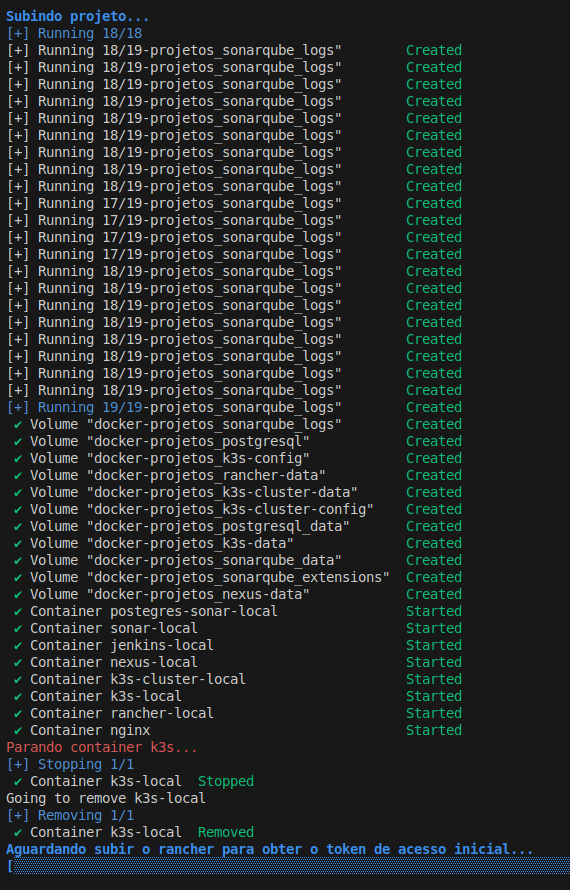 Subindo projeto...
[+] Running 18/18
[+] Running 18/19-projetos_sonarqube_logs" Created
[+] Running 18/19-projetos_sonarqube_logs" Created
[+] Running 18/19-projetos_sonarqube_logs" Created
[+] Running 18/19-projetos_sonarqube_logs" Created
[+] Running 18/19-projetos_sonarqube_logs" Created
[+] Running 18/19-projetos_sonarqube_logs" Created
[+] Running 18/19-projetos_sonarqube_logs" Created
[+] Running 18/19-projetos_sonarqube_logs" Created
[+] Running 18/19-projetos_sonarqube_logs" Created
[+] Running 17/19-projetos_sonarqube_logs" Created
[+] Running 17/19-projetos_sonarqube_logs" Created
[+] Running 17/19-projetos_sonarqube_logs" Created
[+] Running 17/19-projetos_sonarqube_logs" Created
[+] Running 18/19-projetos_sonarqube_logs" Created
[+] Running 18/19-projetos_sonarqube_logs" Created
[+] Running 18/19-projetos_sonarqube_logs" Created
[+] Running 18/19-projetos_sonarqube_logs" Created
[+] Running 18/19-projetos_sonarqube_logs" Created
[+] Running 18/19-projetos_sonarqube_logs" Created
[+] Running 18/19-projetos_sonarqube_logs" Created
[+] Running 18/19-projetos_sonarqube_logs" Created
[+] Running 19/19-projetos_sonarqube_logs" Created
✔ Volume "docker-projetos_sonarqube_logs" Created
✔ Volume "docker-projetos_postgresql" Created
✔ Volume "docker-projetos_k3s-config" Created
✔ Volume "docker-projetos_rancher-data" Created
✔ Volume "docker-projetos_k3s-cluster-data" Created
✔ Volume "docker-projetos_k3s-cluster-config" Created
✔ Volume "docker-projetos_postgresql_data" Created
✔ Volume "docker-projetos_k3s-data" Created
✔ Volume "docker-projetos_sonarqube_data" Created
✔ Volume "docker-projetos_sonarqube_extensions" Created
✔ Volume "docker-projetos_nexus-data" Created
✔ Container postegres-sonar-local Started
✔ Container sonar-local Started
✔ Container jenkins-local Started
✔ Container nexus-local Started
✔ Container k3s-cluster-local Started
✔ Container k3s-local Started
✔ Container rancher-local Started
✔ Container nginx Started
Parando container k3s...
[+] Stopping 1/1
✔ Container k3s-local Stopped
Going to remove k3s-local
[+] Removing 1/1
✔ Container k3s-local Removed
Aguardando subir o rancher para obter o token de acesso inicial...
[